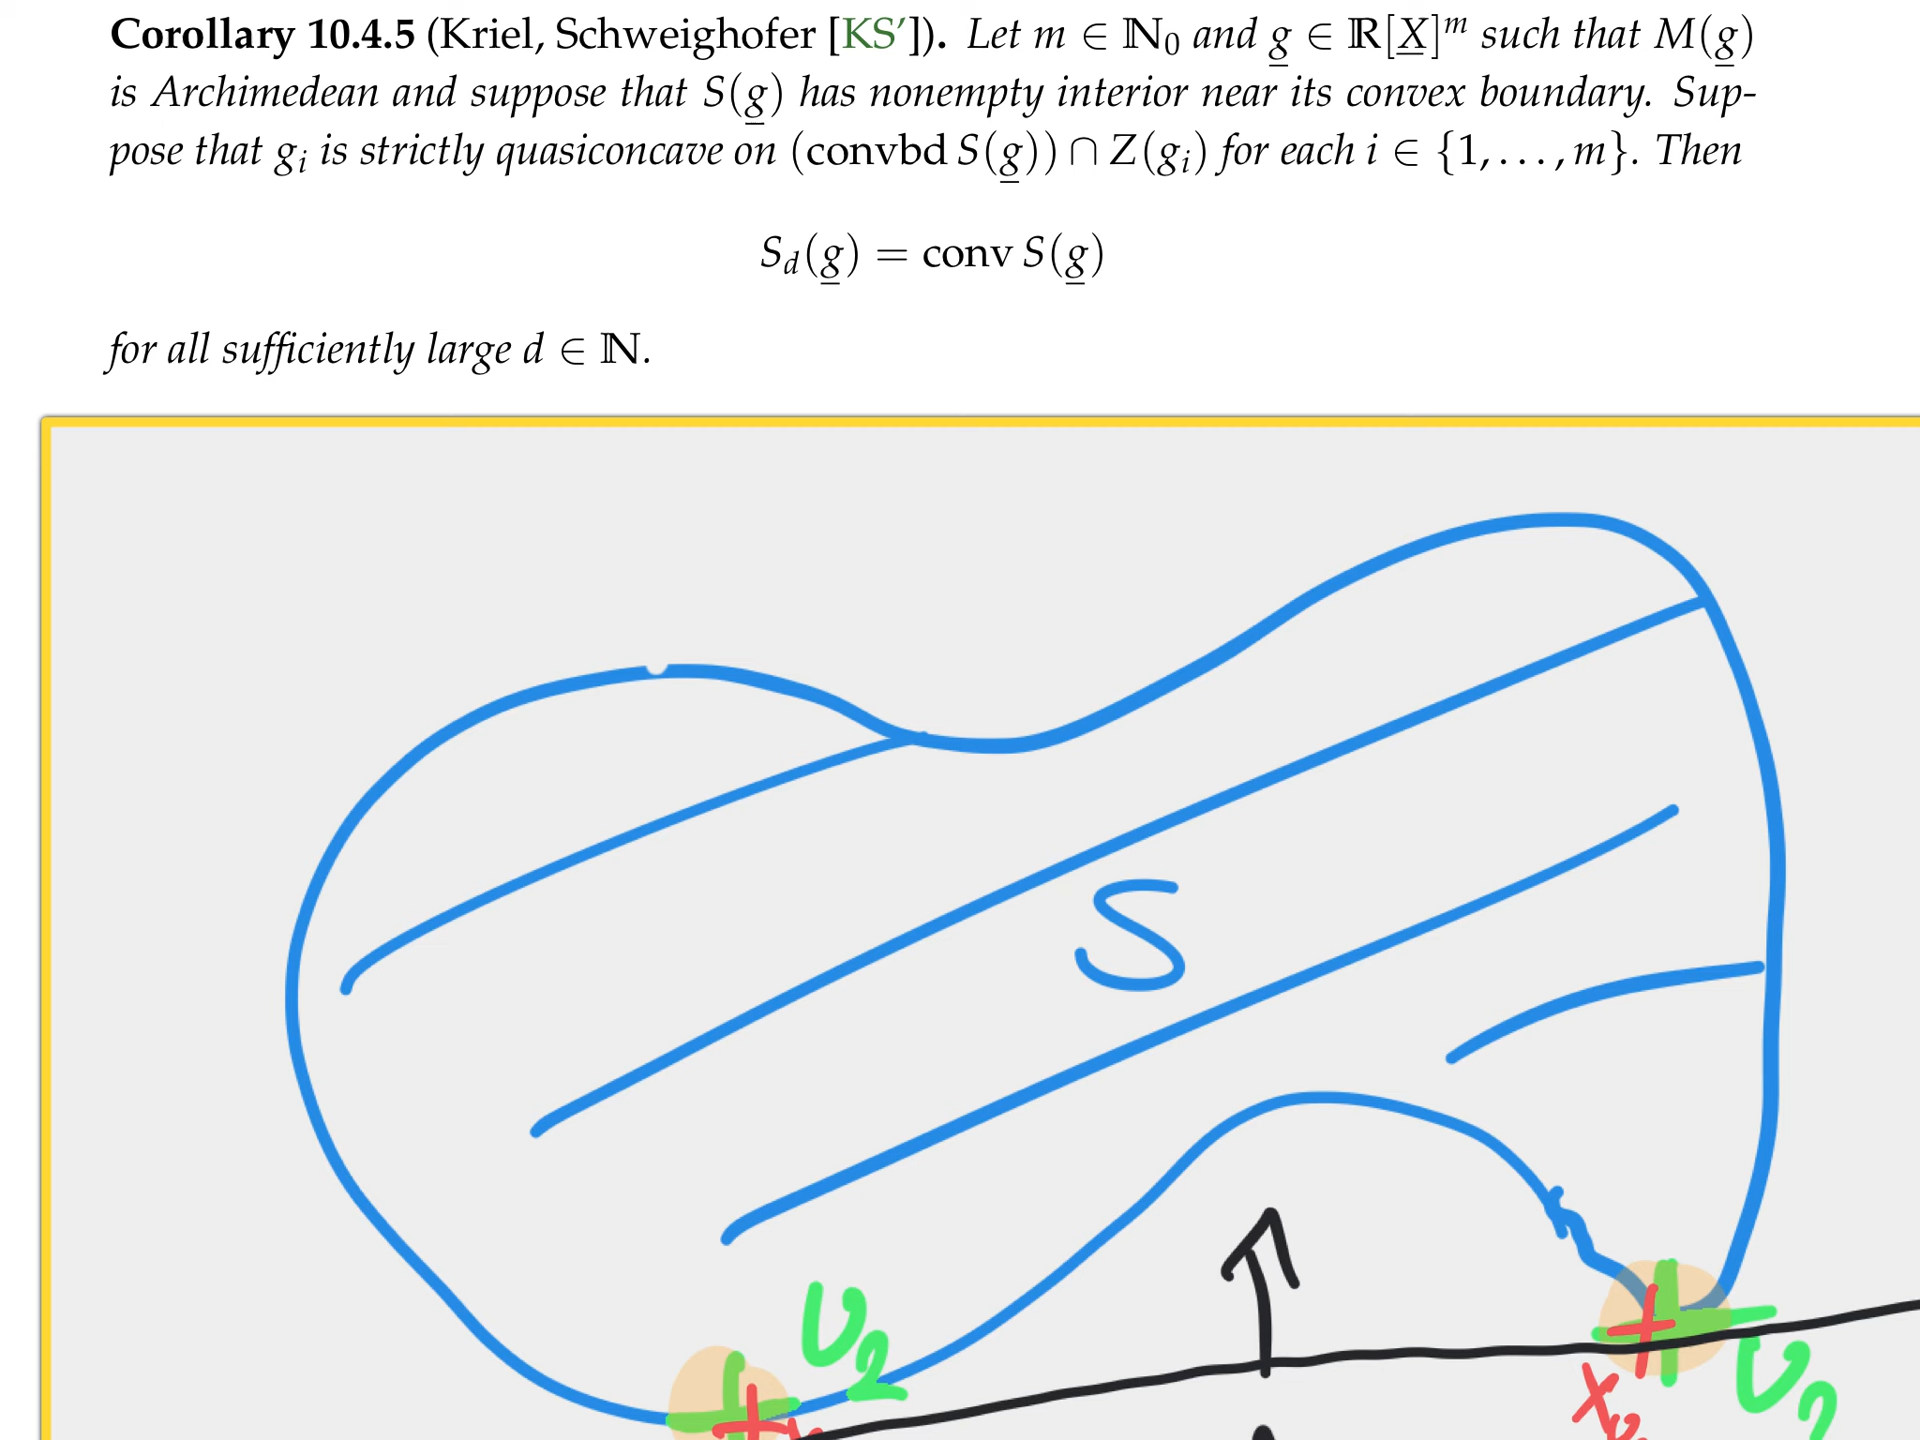 Corollary 10.4.5 (Kriel, Schweighofer [KS′]). Let m ∈ ℕ₀ and g̲ ∈ ℝ[X̲]ᵐ such that M(g̲)
is Archimedean and suppose that S(g̲) has nonempty interior near its convex boundary. Sup-
pose that gᵢ is strictly quasiconcave on (convbd S(g̲)) ∩ Z(gᵢ) for each i ∈ {1, . . . , m}. Then
S_d(g̲) = conv S(g̲)
for all sufficiently large d ∈ ℕ.
S
U₂